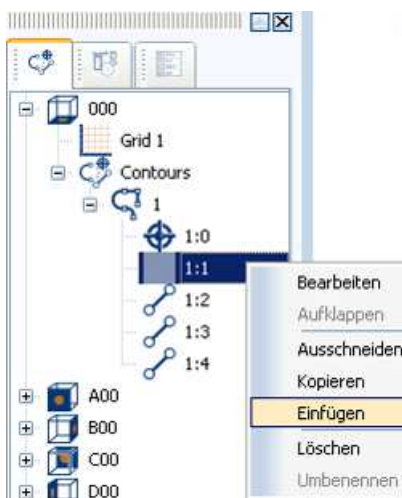 000
Grid 1
Contours
1
1:0
1:1
1:2
1:3
1:4
A00
B00
C00
D00
Bearbeiten
Aufklappen
Ausschneiden
Kopieren
Einfügen
Löschen
Umbenennen